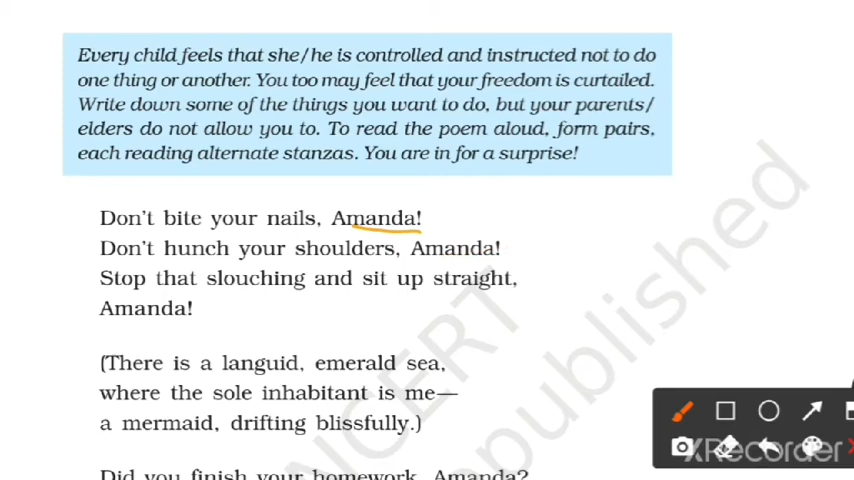 Every child feels that she/he is controlled and instructed not to do
one thing or another. You too may feel that your freedom is curtailed.
Write down some of the things you want to do, but your parents/
elders do not allow you to. To read the poem aloud, form pairs,
each reading alternate stanzas. You are in for a surprise!
Don't bite your nails, Amanda!
Don't hunch your shoulders, Amanda!
Stop that slouching and sit up straight,
Amanda!
(There is a languid, emerald sea,
where the sole inhabitant is me—
a mermaid, drifting blissfully.)
Did you finish your homework, Amanda?
NCERT
republished
XRecorder